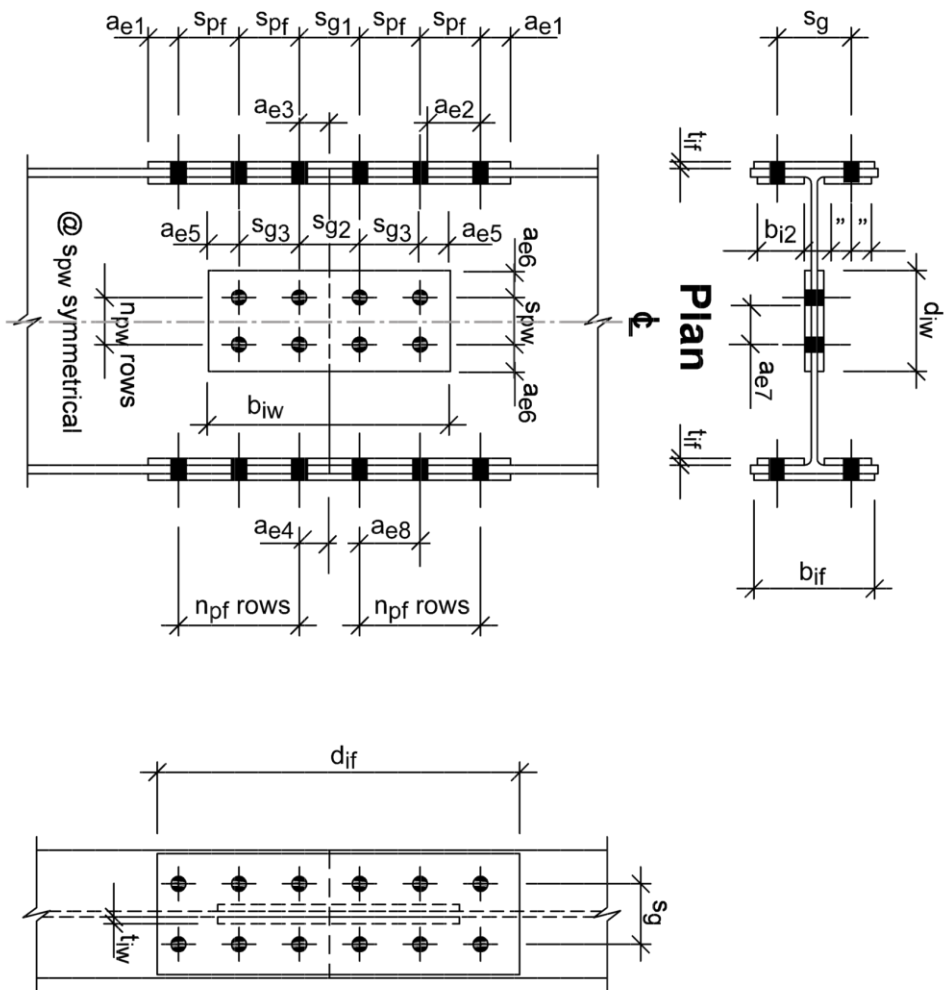 ae1 spf spf sg1 spf spf ae1
sg
ae3 ae2
tif
ae5 sg3 sg2 sg3 ae5
bi2 " "
@ spw symmetrical
npw rows
ae6
spw
ae6
Plan
℄
diw
ae7
biw
tif
ae4 ae8
bif
npf rows npf rows
dif
tiw
sg